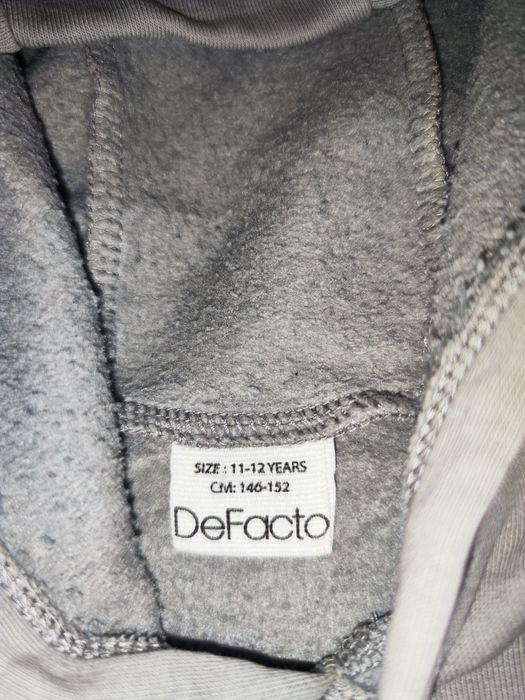 SIZE : 11-12 YEARS
CM: 146-152
DeFacto